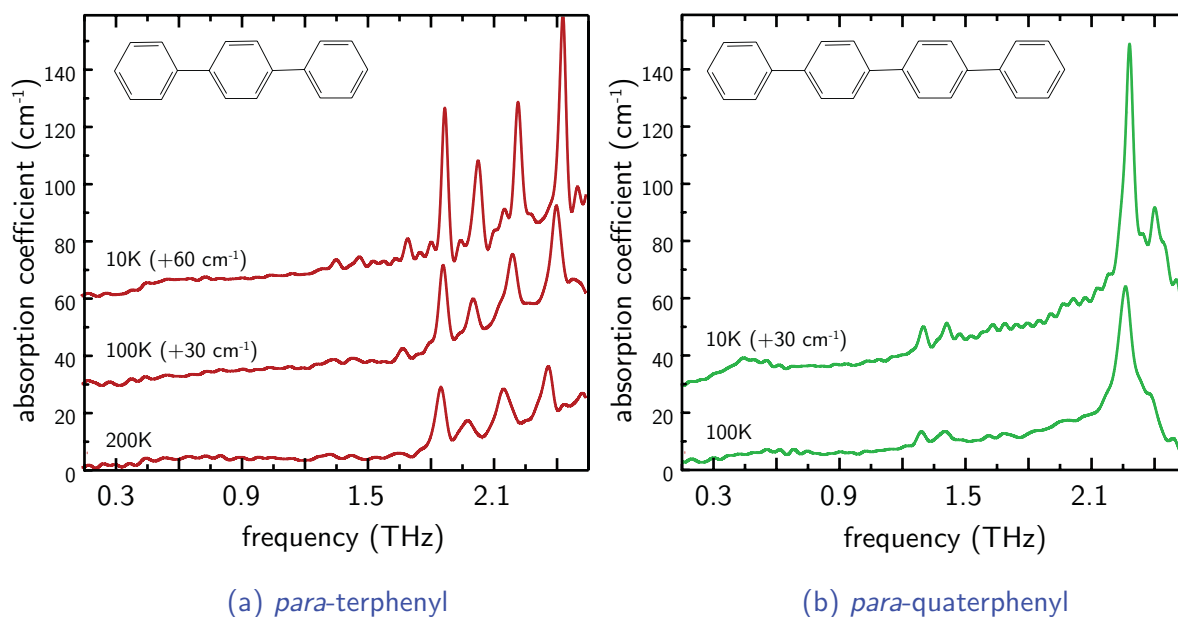 absorption coefficient (cm⁻¹)
140
120
100
80
60
40
20
0
10K (+60 cm⁻¹)
100K (+30 cm⁻¹)
200K
0.3 0.9 1.5 2.1
frequency (THz)
(a) para-terphenyl
absorption coefficient (cm⁻¹)
140
120
100
80
60
40
20
0
10K (+30 cm⁻¹)
100K
0.3 0.9 1.5 2.1
frequency (THz)
(b) para-quaterphenyl